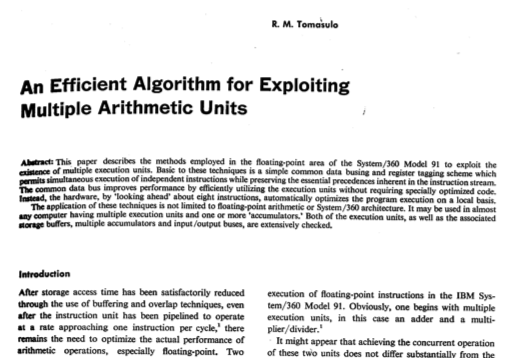 R. M. Tomasulo
An Efficient Algorithm for Exploiting
Multiple Arithmetic Units
Abstract: This paper describes the methods employed in the floating-point area of the System/360 Model 91 to exploit the
existence of multiple execution units. Basic to these techniques is a simple common data busing and register tagging scheme which
permits simultaneous execution of independent instructions while preserving the essential precedences inherent in the instruction stream.
The common data bus improves performance by efficiently utilizing the execution units without requiring specially optimized code.
Instead, the hardware, by 'looking ahead' about eight instructions, automatically optimizes the program execution on a local basis.
The application of these techniques is not limited to floating-point arithmetic or System/360 architecture. It may be used in almost
any computer having multiple execution units and one or more 'accumulators.' Both of the execution units, as well as the associated
storage buffers, multiple accumulators and input/output buses, are extensively checked.
Introduction
After storage access time has been satisfactorily reduced
through the use of buffering and overlap techniques, even
after the instruction unit has been pipelined to operate
at a rate approaching one instruction per cycle,¹ there
remains the need to optimize the actual performance of
arithmetic operations, especially floating-point. Two
execution of floating-point instructions in the IBM Sys-
tem/360 Model 91. Obviously, one begins with multiple
execution units, in this case an adder and a multi-
plier/divider.¹
It might appear that achieving the concurrent operation
of these two units does not differ substantially from the